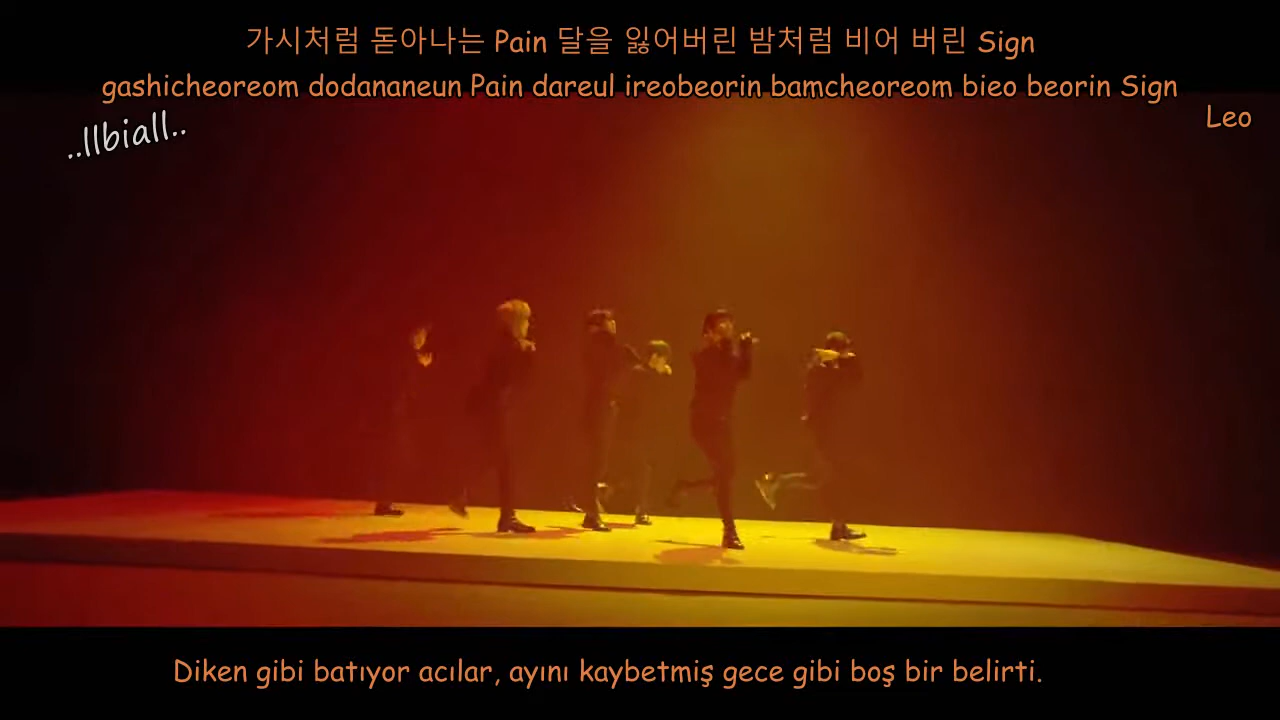 가시처럼 돋아나는 Pain 달을 잃어버린 밤처럼 비어 버린 Sign
gashicheoreom dodananeun Pain dareul ireobeorin bamcheoreom bieo beorin Sign
Leo
..llbiall..
Diken gibi batıyor acılar, ayını kaybetmiş gece gibi boş bir belirti.